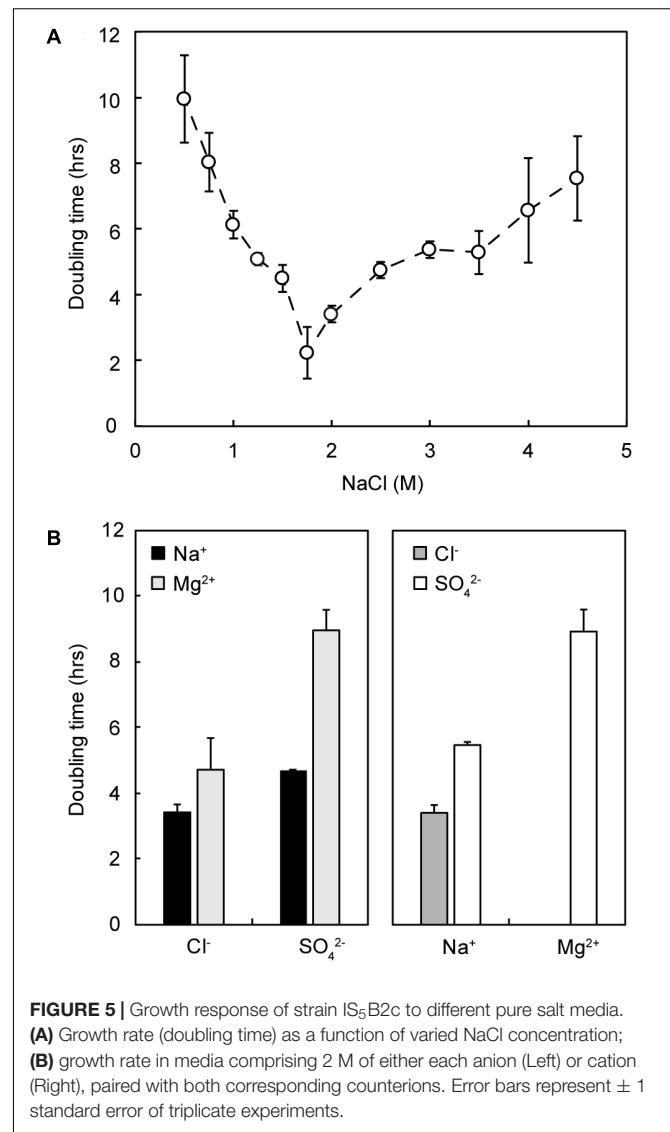 A
12
10
8
6
4
2
0
Doubling time (hrs)
0 1 2 3 4 5
NaCl (M)
B
12
10
8
6
4
2
0
Doubling time (hrs)
Na⁺
Mg²⁺
Cl⁻ SO₄²⁻
Cl⁻
SO₄²⁻
Na⁺ Mg²⁺
FIGURE 5 | Growth response of strain IS₅B2c to different pure salt media.
(A) Growth rate (doubling time) as a function of varied NaCl concentration;
(B) growth rate in media comprising 2 M of either each anion (Left) or cation
(Right), paired with both corresponding counterions. Error bars represent ± 1
standard error of triplicate experiments.